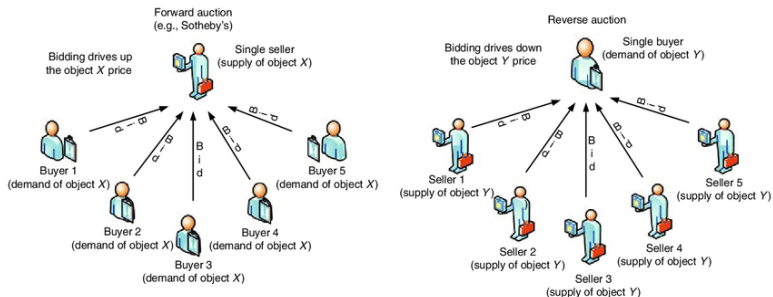 Forward auction
(e.g., Sotheby's)
Bidding drives up
the object X price
Single seller
(supply of object X)
Bid
Bid
Bid
Bid
Bid
Buyer 1
(demand of object X)
Buyer 2
(demand of object X)
Buyer 3
(demand of object X)
Buyer 4
(demand of object X)
Buyer 5
(demand of object X)
Reverse auction
Bidding drives down
the object Y price
Single buyer
(demand of object Y)
Bid
Bid
Bid
Bid
Bid
Seller 1
(supply of object Y)
Seller 2
(supply of object Y)
Seller 3
(supply of object Y)
Seller 4
(supply of object Y)
Seller 5
(supply of object Y)